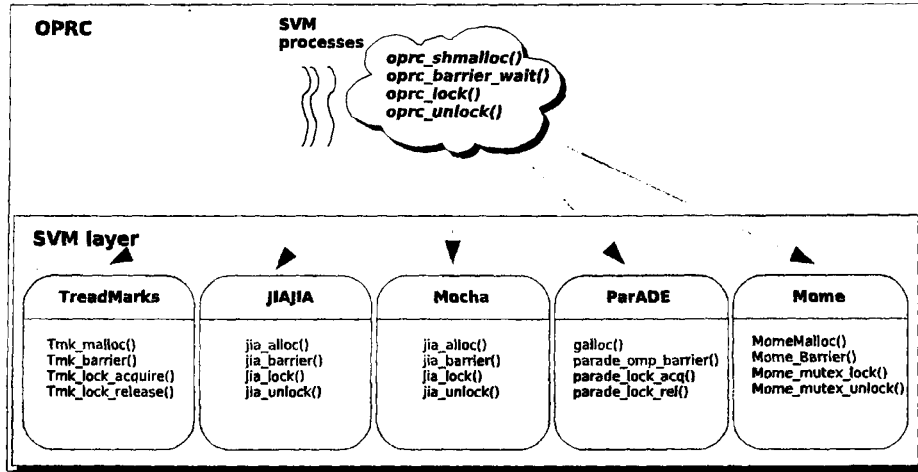 OPRC
SVM
processes
oprc_shmalloc()
oprc_barrier_wait()
oprc_lock()
oprc_unlock()
SVM layer
TreadMarks
Tmk_malloc()
Tmk_barrier()
Tmk_lock_acquire()
Tmk_lock_release()
JIAJIA
jia_alloc()
jia_barrier()
jia_lock()
jia_unlock()
Mocha
jia_alloc()
jia_barrier()
jia_lock()
jia_unlock()
ParADE
galloc()
parade_omp_barrier()
parade_lock_acq()
parade_lock_rel()
Mome
MomeMalloc()
Mome_Barrier()
Mome_mutex_lock()
Mome_mutex_unlock()